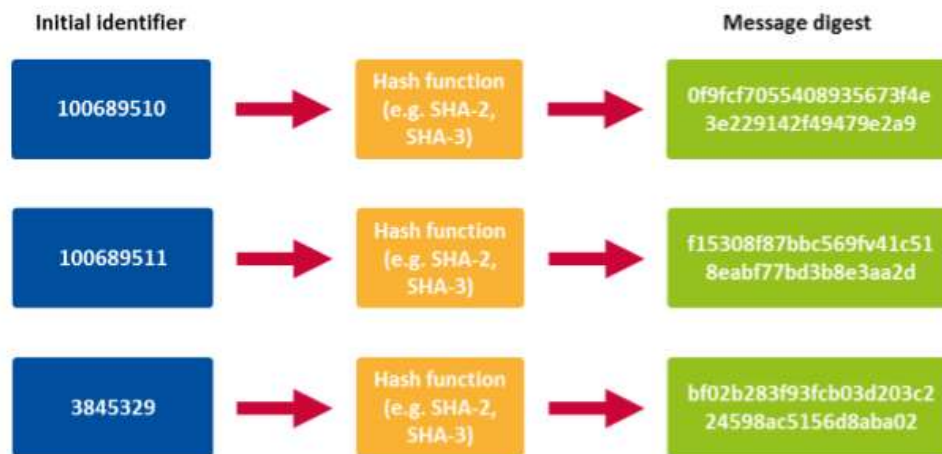 Initial identifier
Message digest
100689510
Hash function
(e.g. SHA-2,
SHA-3)
0f9fcf7055408935673f4e
3e229142f49479e2a9
100689511
Hash function
(e.g. SHA-2,
SHA-3)
f15308f87bbc569fv41c51
8eabf77bd3b8e3aa2d
3845329
Hash function
(e.g. SHA-2,
SHA-3)
bf02b283f93fcb03d203c2
24598ac5156d8aba02